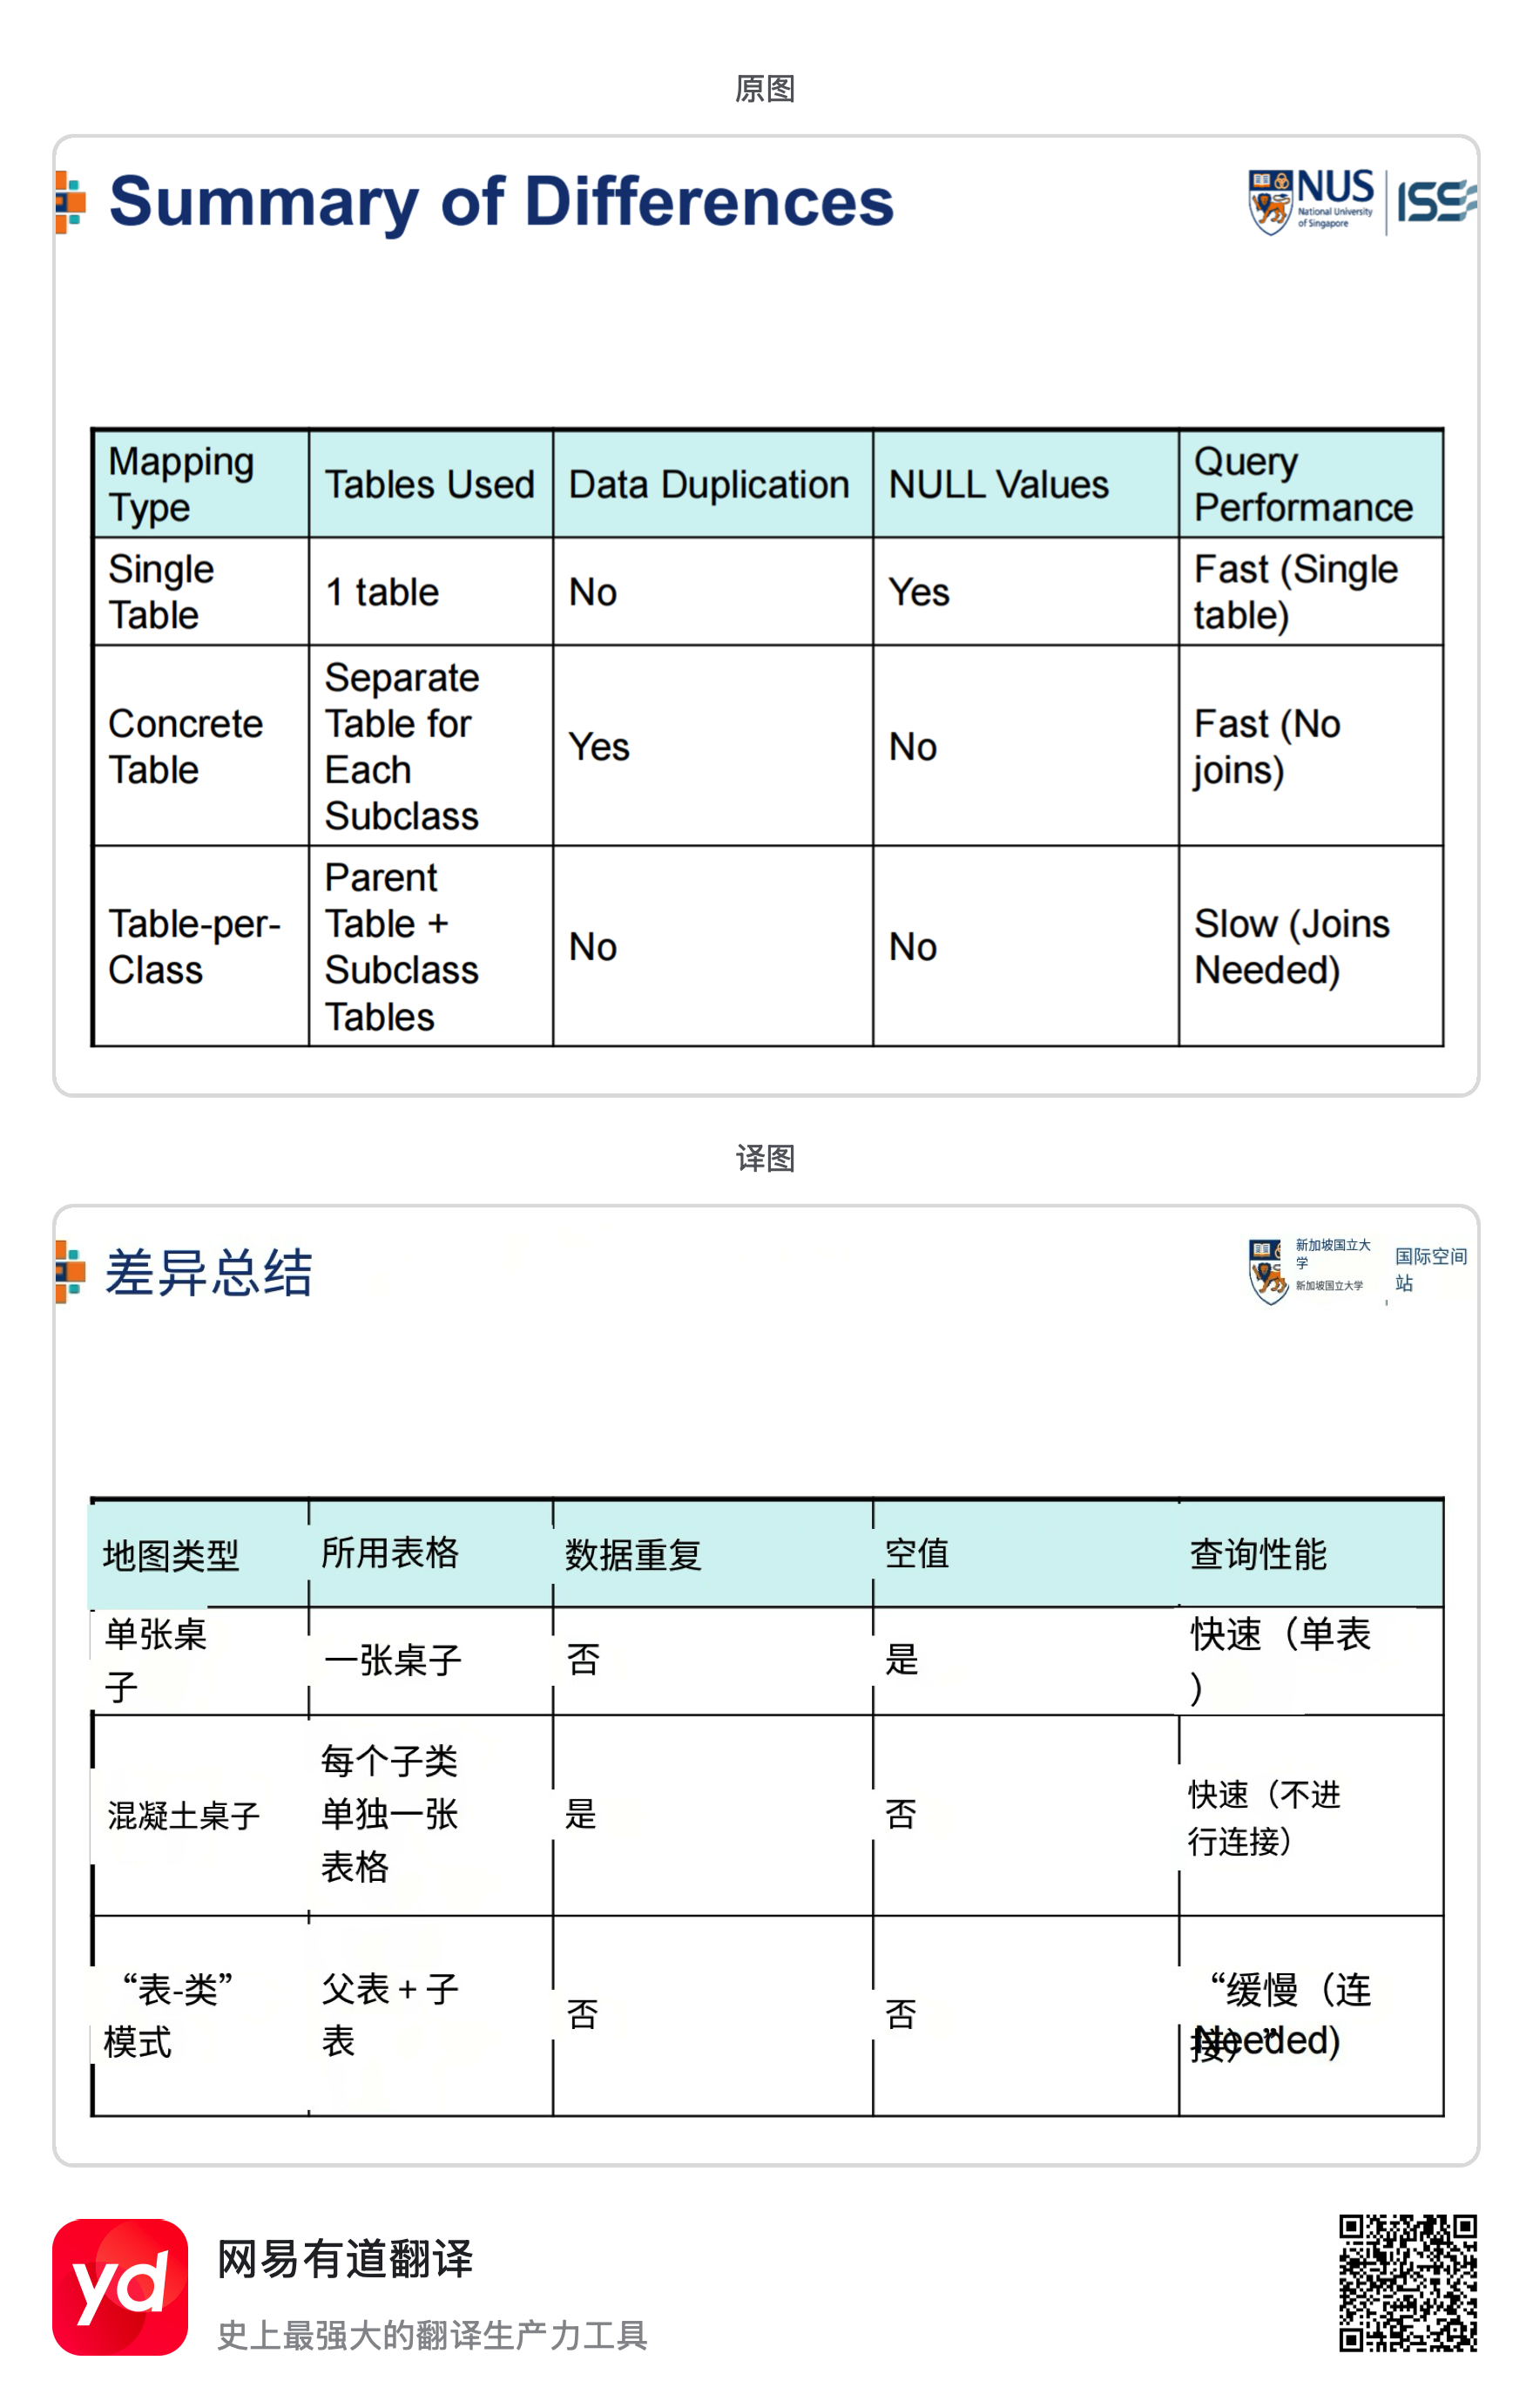 原图
Summary of Differences
NUS
National University
of Singapore
ISS
Mapping
Type
Tables Used
Data Duplication
NULL Values
Query
Performance
Single
Table
1 table
No
Yes
Fast (Single
table)
Concrete
Table
Separate
Table for
Each
Subclass
Yes
No
Fast (No
joins)
Table-per-
Class
Parent
Table +
Subclass
Tables
No
No
Slow (Joins
Needed)
译图
差异总结
新加坡国立大
学
新加坡国立大学
国际空间
站
地图类型
所用表格
数据重复
空值
查询性能
单张桌
子
一张桌子
否
是
快速（单表
）
混凝土桌子
每个子类
单独一张
表格
是
否
快速（不进
行连接）
“表-类”
模式
父表 + 子
表
否
否
“缓慢（连
接）”
Needed)
yd
网易有道翻译
史上最强大的翻译生产力工具